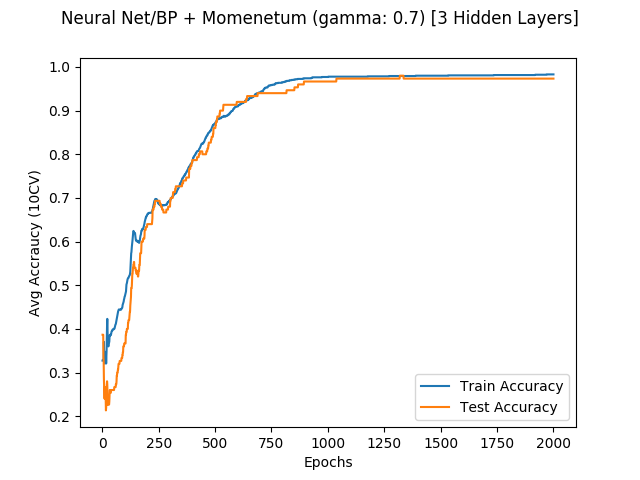 Neural Net/BP + Momenetum (gamma: 0.7) [3 Hidden Layers]
1.0
0.9
0.8
0.7
0.6
0.5
0.4
0.3
0.2
Avg Accraucy (10CV)
Train Accuracy
Test Accuracy
0 250 500 750 1000 1250 1500 1750 2000
Epochs